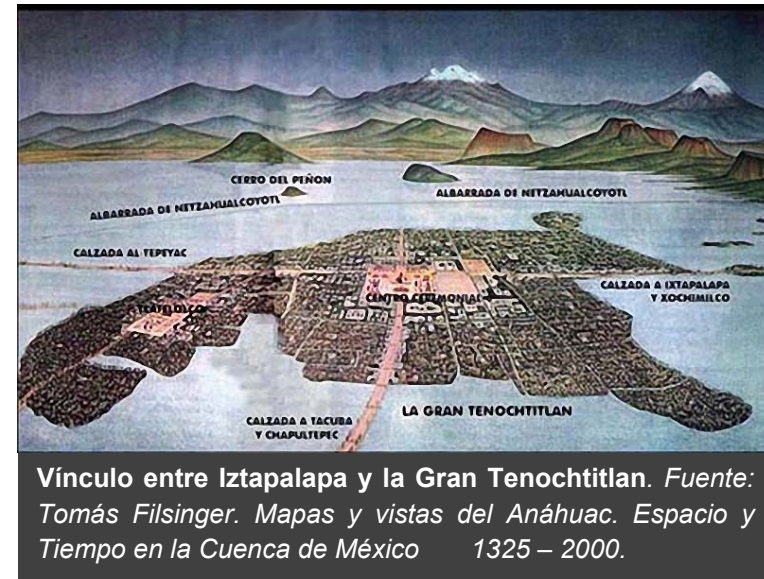 CERRO DEL PEÑON
ALBARRADA DE NETZAHUALCOYOTL
ALBARRADA DE NETZAHUALCOYOTL
CALZADA AL TEPEYAC
CALZADA A IXTAPALAPA
Y XOCHIMILCO
CENTRO CEREMONIAL
TLATELOLCO
LA GRAN TENOCHTITLAN
CALZADA A TACUBA
Y CHAPULTEPEC
Vínculo entre Iztapalapa y la Gran Tenochtitlan. Fuente:
Tomás Filsinger. Mapas y vistas del Anáhuac. Espacio y
Tiempo en la Cuenca de México 1325 – 2000.